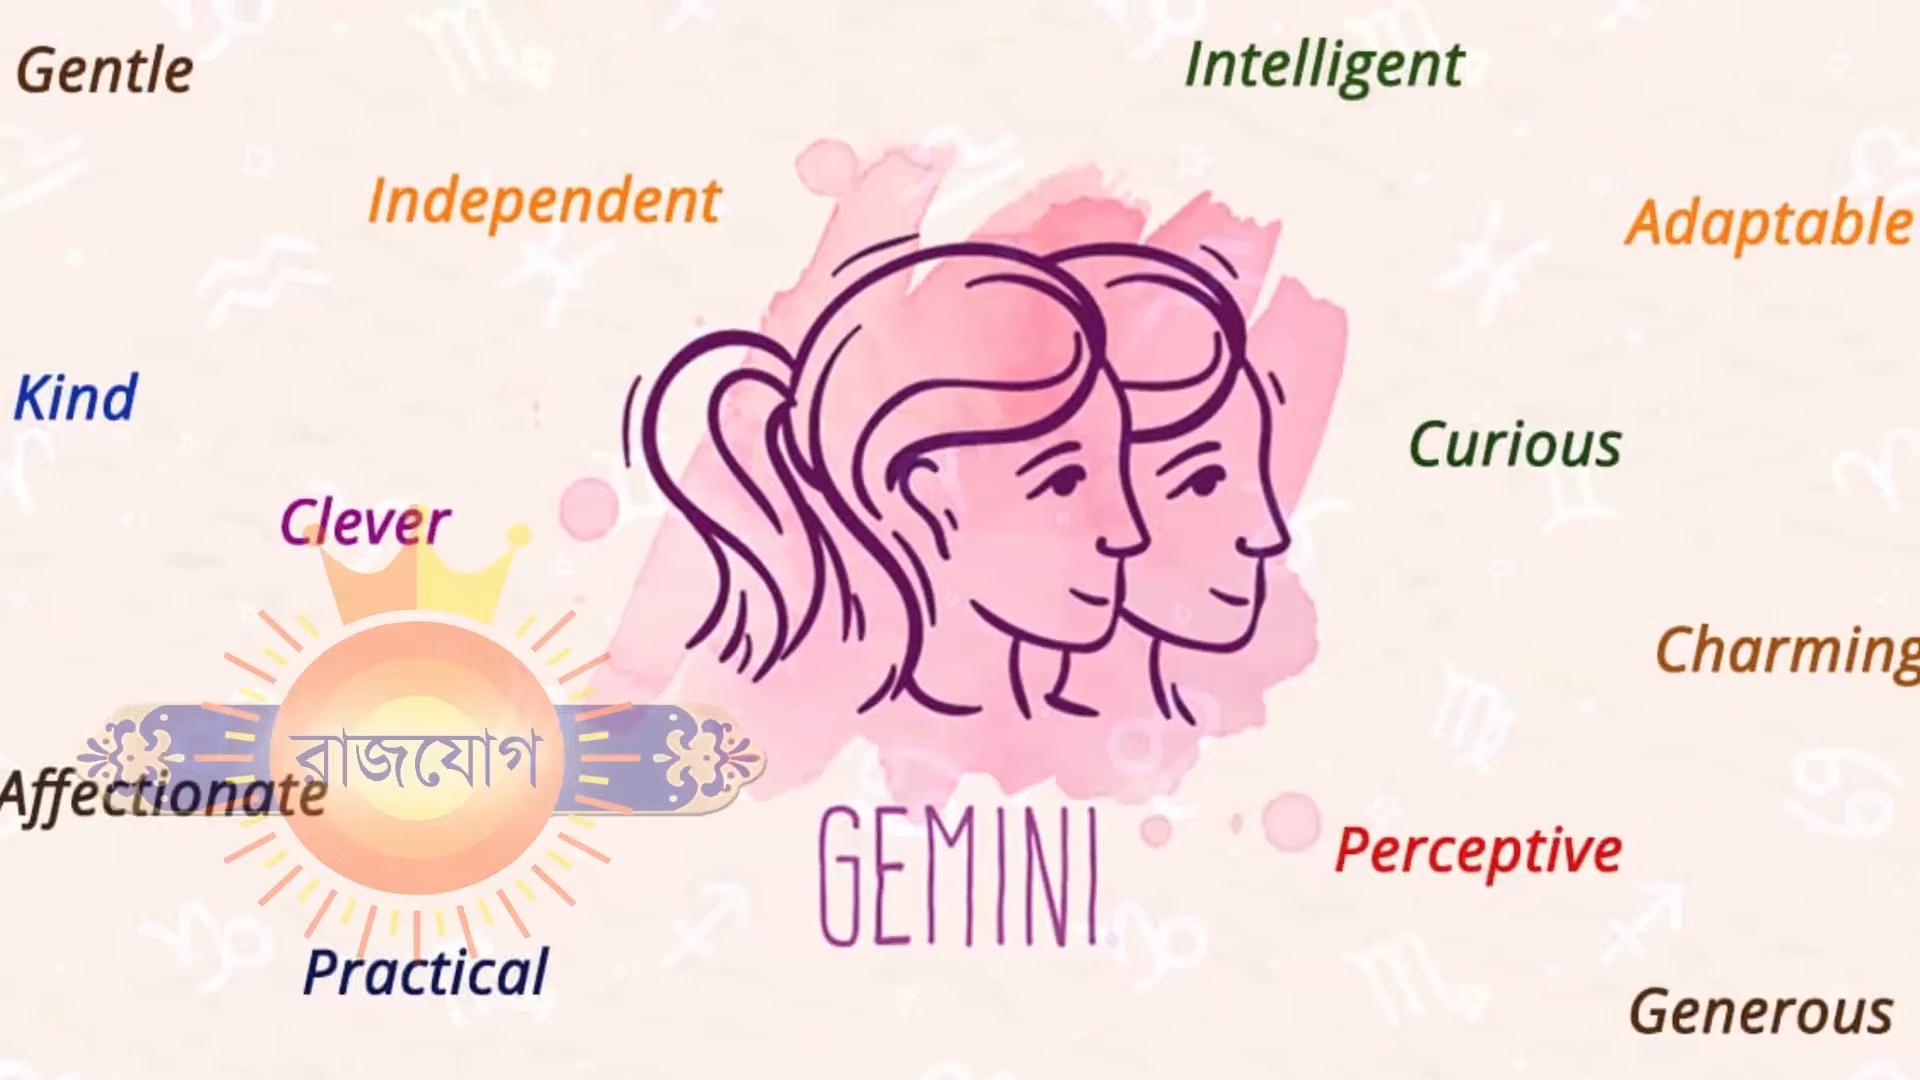 Gentle
Intelligent
Independent
Adaptable
Kind
Curious
Clever
Charming
রাজযোগ
Affectionate
GEMINI
Perceptive
Practical
Generous